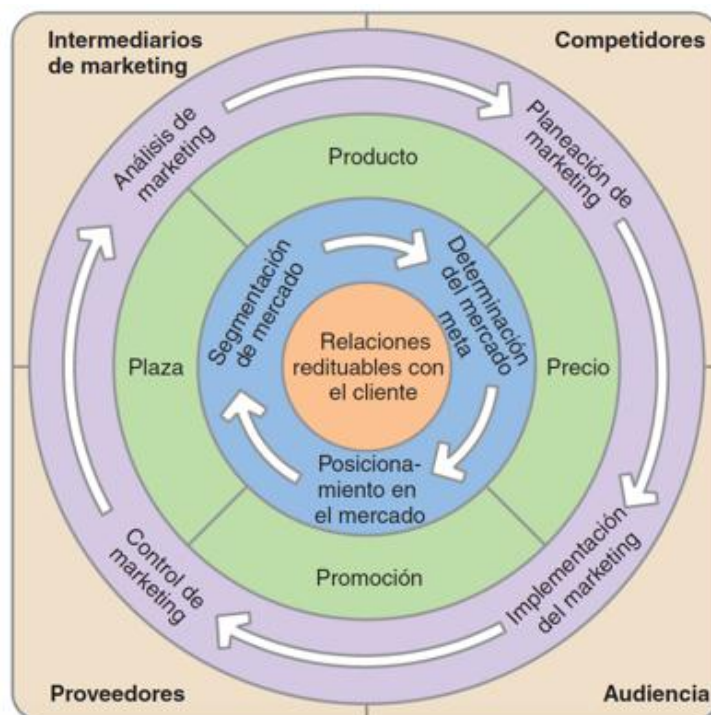 Intermediarios
de marketing
Competidores
Análisis de
marketing
Planeación de
marketing
Producto
Segmentación
de mercado
Determinación
del mercado
meta
Plaza
Relaciones
redituables con
el cliente
Precio
Posiciona-
miento en
el mercado
Control de
marketing
Promoción
Implementación
del marketing
Proveedores
Audiencia